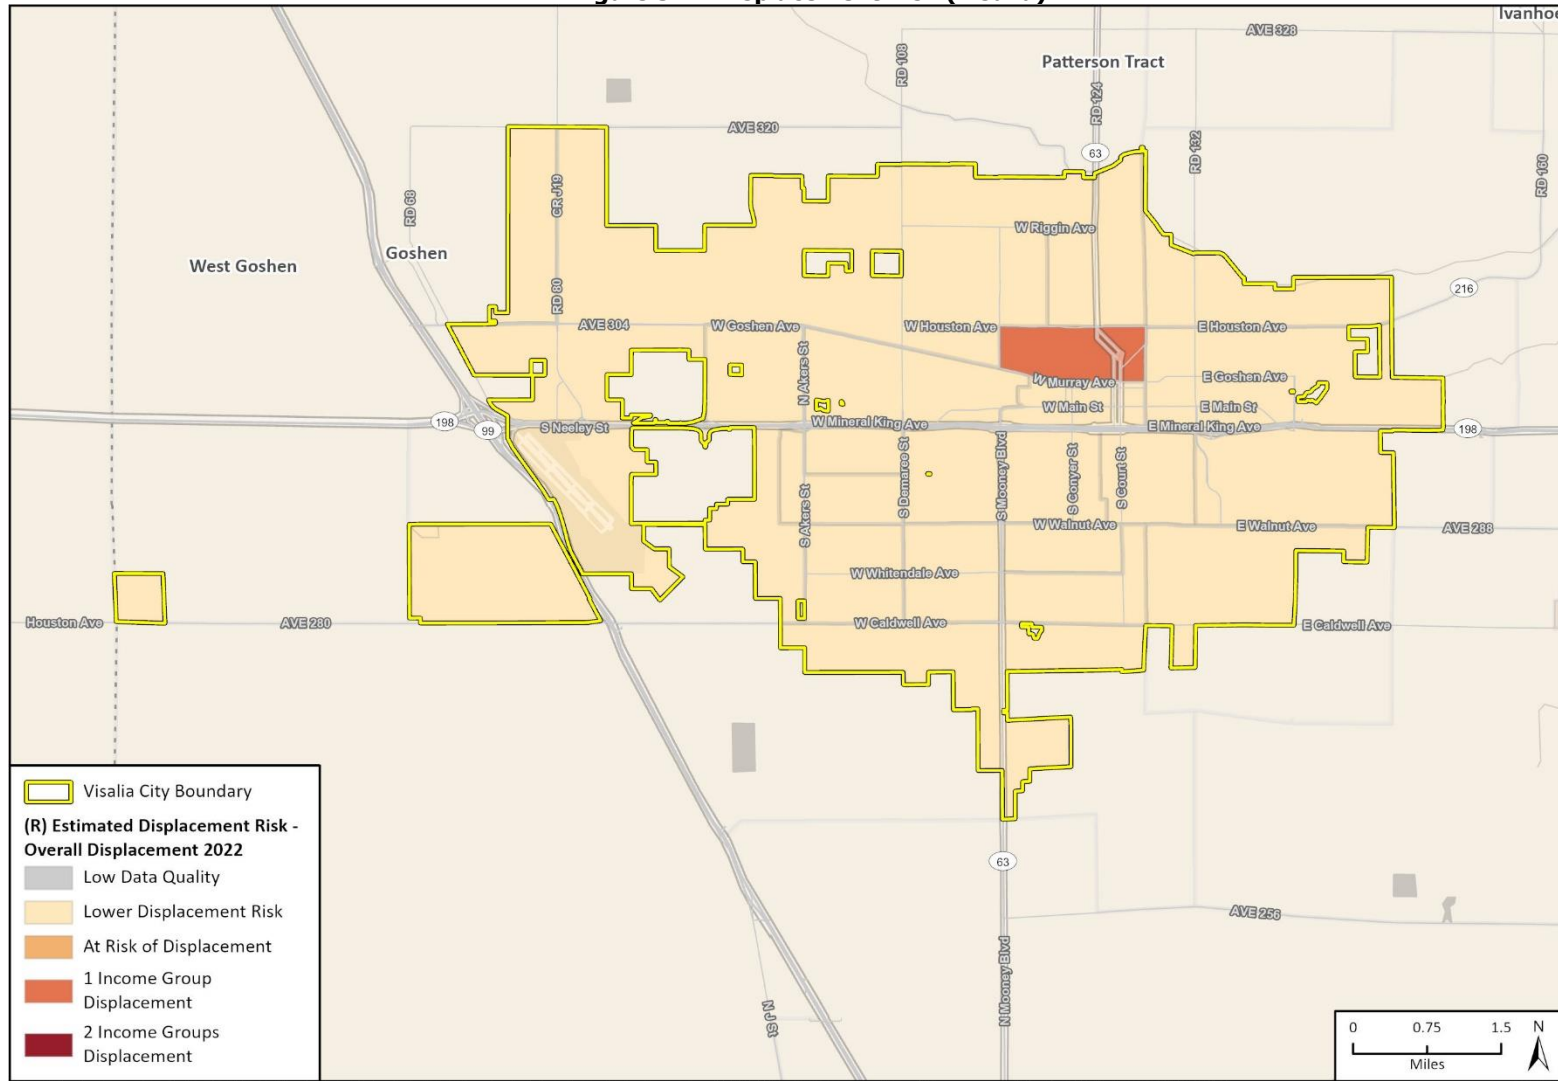 Ivanhoe
AVE 328
Patterson Tract
RD 108
RD 124
AVE 320
63
RD 132
RD 160
CR J19
RD 68
W Riggin Ave
Goshen
West Goshen
216
RD 80
AVE 304
W Goshen Ave
W Houston Ave
E Houston Ave
N Akers St
W Murray Ave
E Goshen Ave
W Main St
E Main St
198
99
S Neeley St
W Mineral King Ave
E Mineral King Ave
198
S Demaree St
S Mooney Blvd
S Conyer St
S Court St
S Akers St
W Walnut Ave
E Walnut Ave
AVE 288
W Whitendale Ave
Houston Ave
AVE 280
W Caldwell Ave
E Caldwell Ave
63
AVE 256
N Mooney Blvd
N J St
Visalia City Boundary
(R) Estimated Displacement Risk -
Overall Displacement 2022
Low Data Quality
Lower Displacement Risk
At Risk of Displacement
1 Income Group
Displacement
2 Income Groups
Displacement
0 0.75 1.5 N
Miles